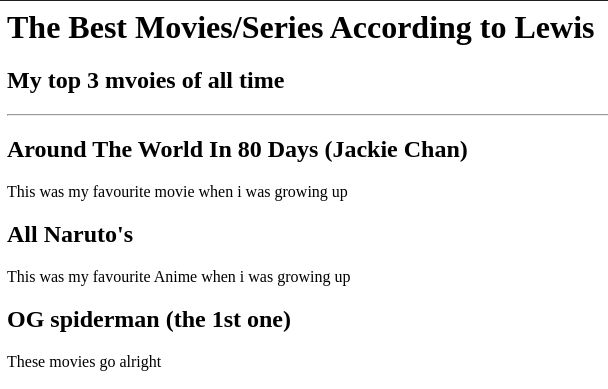 The Best Movies/Series According to Lewis
My top 3 mvoies of all time
Around The World In 80 Days (Jackie Chan)
This was my favourite movie when i was growing up
All Naruto's
This was my favourite Anime when i was growing up
OG spiderman (the 1st one)
These movies go alright